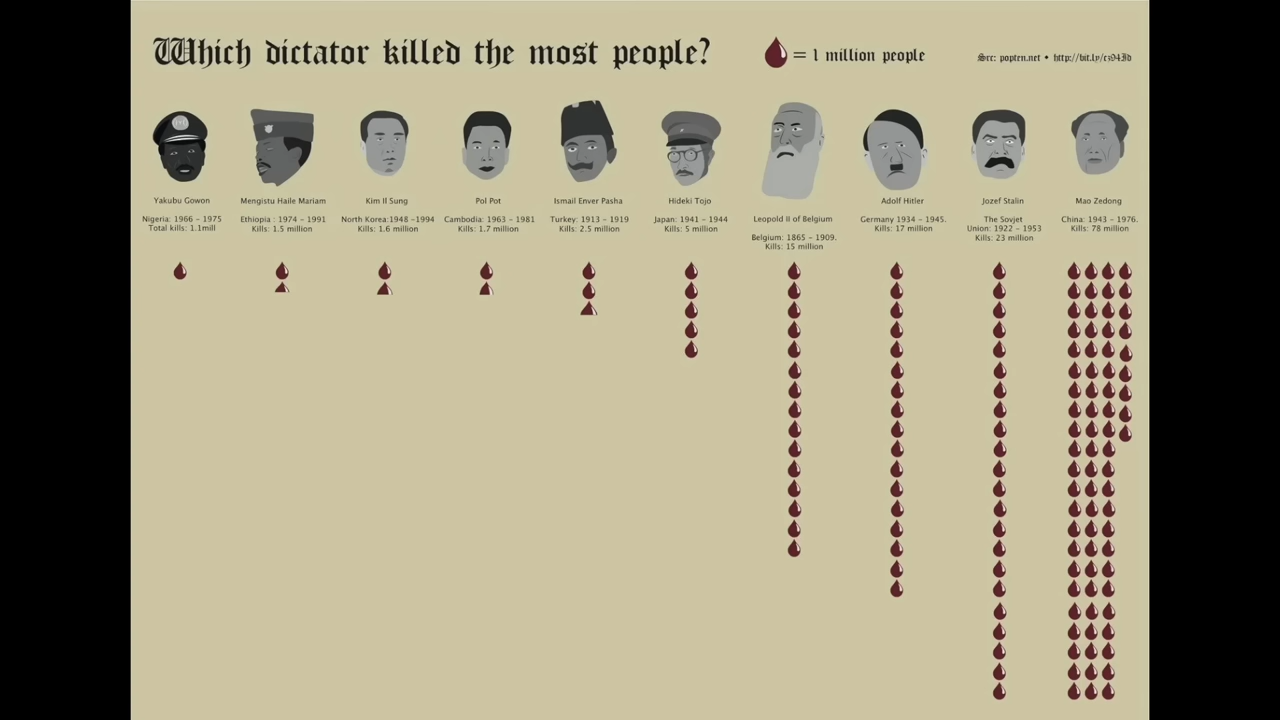 Which dictator killed the most people?
= 1 million people
Src: poptrn.net • http://bit.ly/cz94Jd
Yakubu Gowon
Nigeria: 1966 – 1975
Total kills: 1.1mill
Mengistu Haile Mariam
Ethiopia : 1974 – 1991
Kills: 1.5 million
Kim Il Sung
North Korea:1948 –1994
Kills: 1.6 million
Pol Pot
Cambodia: 1963 – 1981
Kills: 1.7 million
Ismail Enver Pasha
Turkey: 1913 – 1919
Kills: 2.5 million
Hideki Tojo
Japan: 1941 – 1944
Kills: 5 million
Leopold II of Belgium
Belgium: 1865 – 1909.
Kills: 15 million
Adolf Hitler
Germany 1934 – 1945.
Kills: 17 million
Jozef Stalin
The Sovjet
Union: 1922 – 1953
Kills: 23 million
Mao Zedong
China: 1943 – 1976.
Kills: 78 million